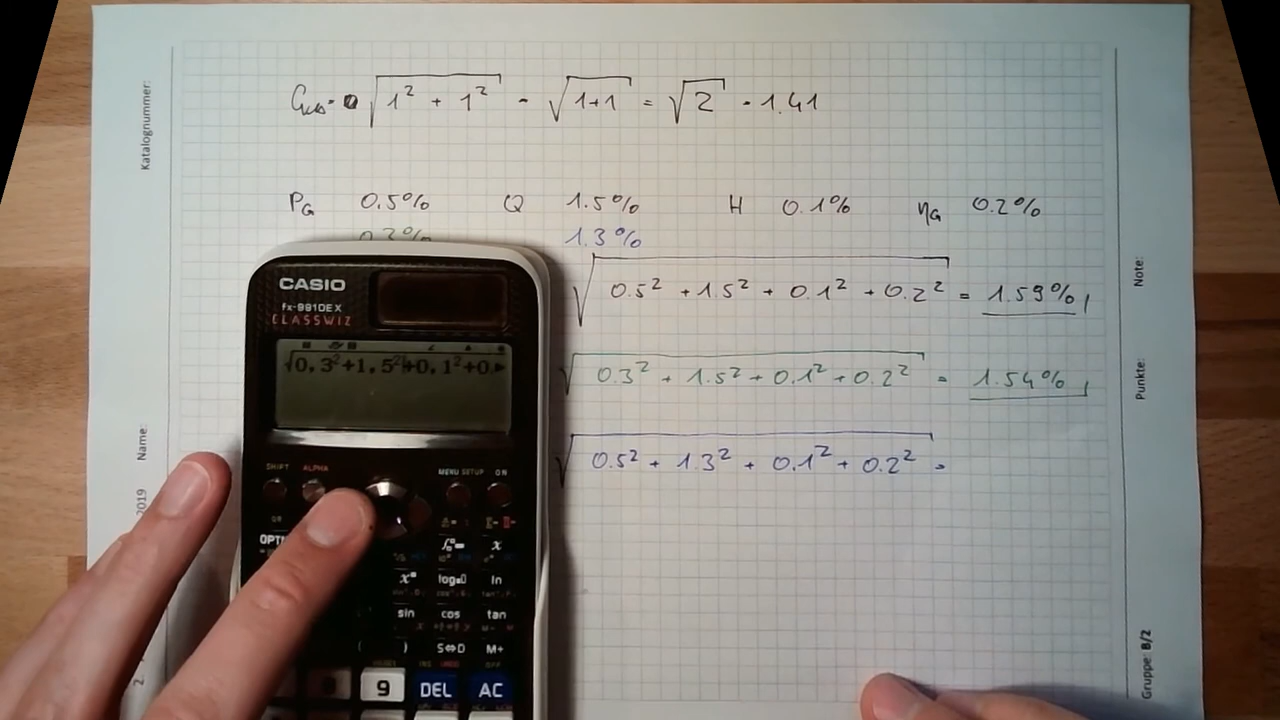 Katalognummer:
√1² + 1² = √1+1 = √2 = 1.41
P_G 0.5% Q 1.5% H 0.1% η_G 0.2%
0.3% 1.3%
√0.5² + 1.5² + 0.1² + 0.2² = 1.59%,
√0.3² + 1.5² + 0.1² + 0.2² = 1.54%,
√0.5² + 1.3² + 0.1² + 0.2² =
Note:
Punkte:
Gruppe: B/2
Name:
2019
CASIO
fx-991DE X
CLASSWIZ
√0,3²+1,5²+0,1²+0
SHIFT ALPHA MENU SETUP ON
OPTN x
log ln
sin cos tan
( ) S⇔D M+
8 9 DEL AC